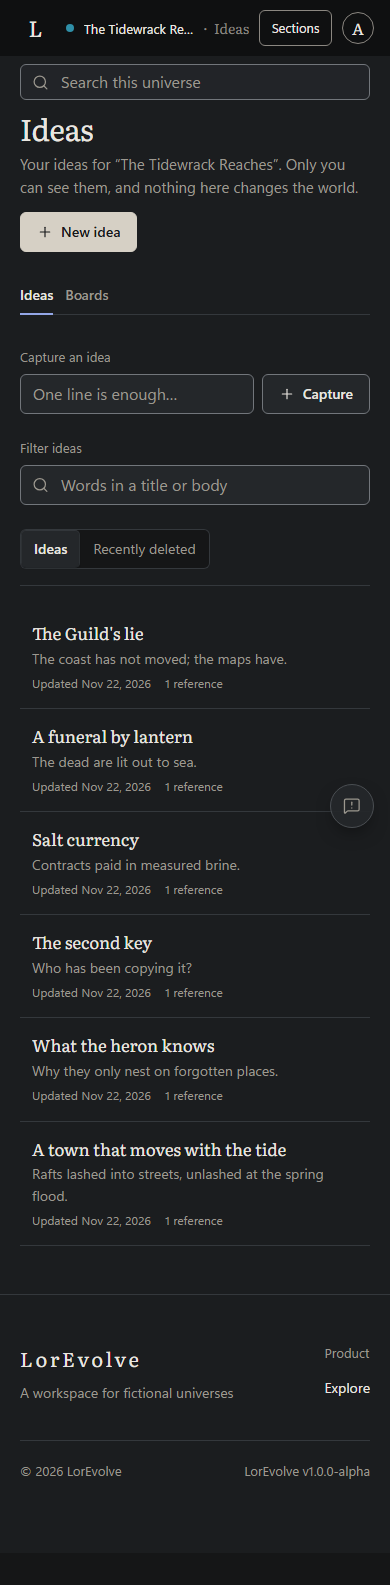 L
The Tidewrack Re... · Ideas
Sections
A
Search this universe
Ideas
Your ideas for “The Tidewrack Reaches”. Only you
can see them, and nothing here changes the world.
New idea
Ideas
Boards
Capture an idea
One line is enough...
Capture
Filter ideas
Words in a title or body
Ideas
Recently deleted
The Guild's lie
The coast has not moved; the maps have.
Updated Nov 22, 2026 1 reference
A funeral by lantern
The dead are lit out to sea.
Updated Nov 22, 2026 1 reference
Salt currency
Contracts paid in measured brine.
Updated Nov 22, 2026 1 reference
The second key
Who has been copying it?
Updated Nov 22, 2026 1 reference
What the heron knows
Why they only nest on forgotten places.
Updated Nov 22, 2026 1 reference
A town that moves with the tide
Rafts lashed into streets, unlashed at the spring
flood.
Updated Nov 22, 2026 1 reference
LorEvolve
A workspace for fictional universes
Product
Explore
© 2026 LorEvolve
LorEvolve v1.0.0-alpha